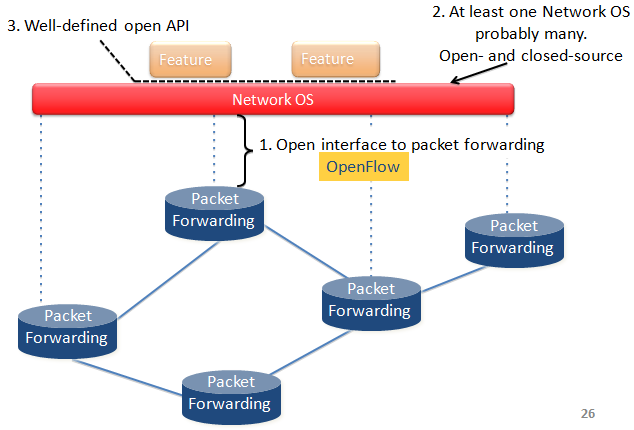 3. Well-defined open API
2. At least one Network OS
probably many.
Open- and closed-source
Feature
Feature
Network OS
1. Open interface to packet forwarding
OpenFlow
Packet
Forwarding
Packet
Forwarding
Packet
Forwarding
Packet
Forwarding
Packet
Forwarding
26